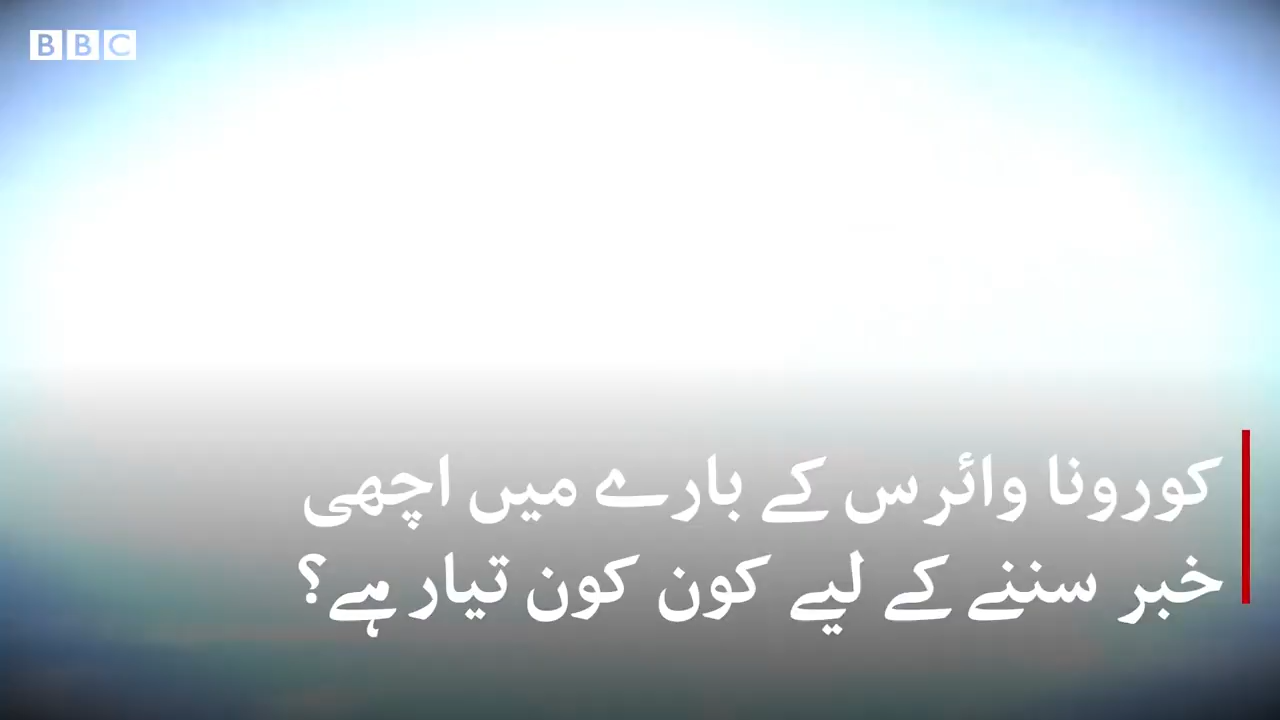 BBC
کورونا وائرس کے بارے میں اچھی
خبر سننے کے لیے کون کون تیار ہے؟